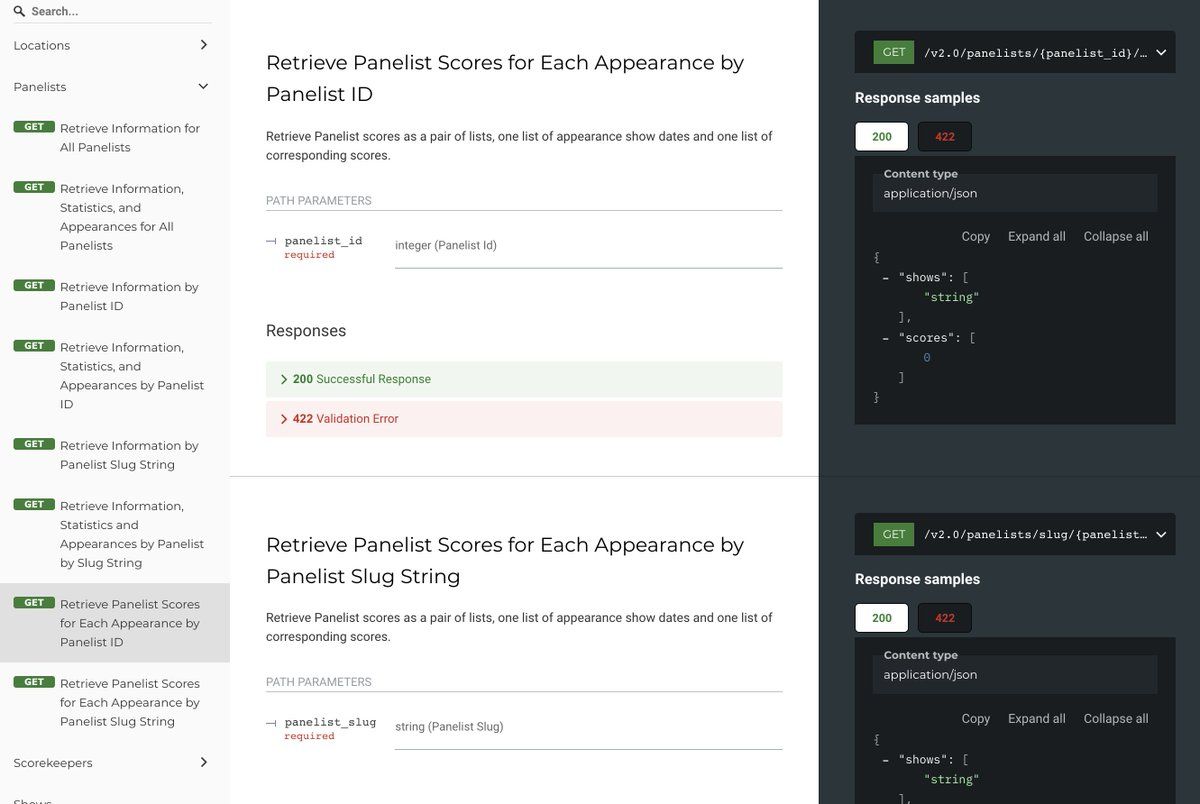 Search...
Locations
Panelists
GET Retrieve Information for
All Panelists
GET Retrieve Information,
Statistics, and
Appearances for All
Panelists
GET Retrieve Information by
Panelist ID
GET Retrieve Information,
Statistics, and
Appearances by Panelist
ID
GET Retrieve Information by
Panelist Slug String
GET Retrieve Information,
Statistics and
Appearances by Panelist
by Slug String
GET Retrieve Panelist Scores
for Each Appearance by
Panelist ID
GET Retrieve Panelist Scores
for Each Appearance by
Panelist Slug String
Scorekeepers
Shows
Retrieve Panelist Scores for Each Appearance by
Panelist ID
Retrieve Panelist scores as a pair of lists, one list of appearance show dates and one list of
corresponding scores.
PATH PARAMETERS
panelist_id integer (Panelist Id)
required
Responses
200 Successful Response
422 Validation Error
Retrieve Panelist Scores for Each Appearance by
Panelist Slug String
Retrieve Panelist scores as a pair of lists, one list of appearance show dates and one list of
corresponding scores.
PATH PARAMETERS
panelist_slug string (Panelist Slug)
required
GET /v2.0/panelists/{panelist_id}/…
Response samples
200 422
Content type
application/json
Copy Expand all Collapse all
{
- "shows": [
"string"
],
- "scores": [
0
]
}
GET /v2.0/panelists/slug/{panelist…
Response samples
200 422
Content type
application/json
Copy Expand all Collapse all
{
- "shows": [
"string"
],